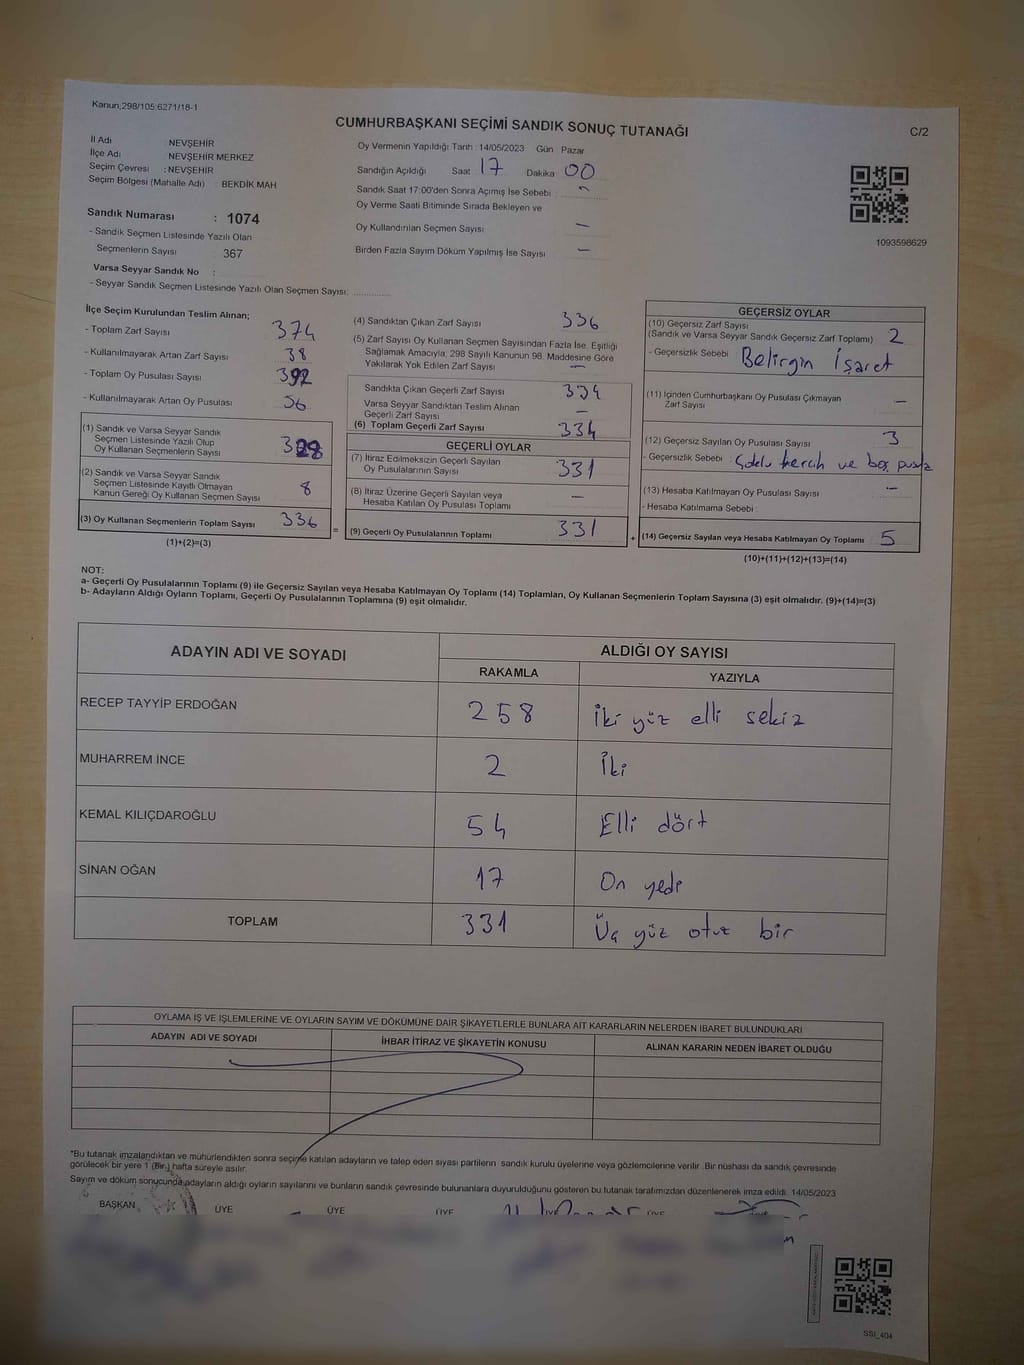 Kanun;298/105;6271/18-1
CUMHURBAŞKANI SEÇİMİ SANDIK SONUÇ TUTANAĞI
C/2
İl Adı NEVŞEHİR
İlçe Adı NEVŞEHİR MERKEZ
Seçim Çevresi : NEVŞEHİR
Seçim Bölgesi (Mahalle Adı) : BEKDİK MAH
Sandık Numarası : 1074
- Sandık Seçmen Listesinde Yazılı Olan
Seçmenlerin Sayısı 367
Varsa Seyyar Sandık No :
- Seyyar Sandık Seçmen Listesinde Yazılı Olan Seçmen Sayısı:
Oy Vermenin Yapıldığı Tarih : 14/05/2023 Gün Pazar
Sandığın Açıldığı Saat 17 Dakika 00
Sandık Saat 17:00'den Sonra Açımış İse Sebebi :
Oy Verme Saati Bitiminde Sırada Bekleyen ve
Oy Kullandırılan Seçmen Sayısı —
Birden Fazla Sayım Döküm Yapılmış İse Sayısı —
1093598629
İlçe Seçim Kurulundan Teslim Alınan;
- Toplam Zarf Sayısı 374
- Kullanılmayarak Artan Zarf Sayısı 38
- Toplam Oy Pusulası Sayısı 392
- Kullanılmayarak Artan Oy Pusulası 56
(1) Sandık ve Varsa Seyyar Sandık
Seçmen Listesinde Yazılı Olup
Oy Kullanan Seçmenlerin Sayısı 328
(2) Sandık ve Varsa Seyyar Sandık
Seçmen Listesinde Kayıtlı Olmayan
Kanun Gereği Oy Kullanan Seçmen Sayısı 8
(3) Oy Kullanan Seçmenlerin Toplam Sayısı 336
(1)+(2)=(3)
(4) Sandıktan Çıkan Zarf Sayısı 336
(5) Zarf Sayısı Oy Kullanan Seçmen Sayısından Fazla İse, Eşitliği
Sağlamak Amacıyla, 298 Sayılı Kanunun 98. Maddesine Göre
Yakılarak Yok Edilen Zarf Sayısı —
Sandıkta Çıkan Geçerli Zarf Sayısı 334
Varsa Seyyar Sandıktan Teslim Alınan
Geçerli Zarf Sayısı —
(6) Toplam Geçerli Zarf Sayısı 334
GEÇERLİ OYLAR
(7) İtiraz Edilmeksizin Geçerli Sayılan
Oy Pusulalarının Sayısı 331
(8) İtiraz Üzerine Geçerli Sayılan veya
Hesaba Katılan Oy Pusulası Toplamı —
= (9) Geçerli Oy Pusulalarının Toplamı 331
GEÇERSİZ OYLAR
(10) Geçersiz Zarf Sayısı
(Sandık ve Varsa Seyyar Sandık Geçersiz Zarf Toplamı) 2
- Geçersizlik Sebebi : Belirgin İşaret
(11) İçinden Cumhurbaşkanı Oy Pusulası Çıkmayan
Zarf Sayısı —
(12) Geçersiz Sayılan Oy Pusulası Sayısı 3
- Geçersizlik Sebebi : tercih ve boş pusula
(13) Hesaba Katılmayan Oy Pusulası Sayısı —
- Hesaba Katılmama Sebebi :
+ (14) Geçersiz Sayılan veya Hesaba Katılmayan Oy Toplamı 5
(10)+(11)+(12)+(13)=(14)
NOT:
a- Geçerli Oy Pusulalarının Toplamı (9) ile Geçersiz Sayılan veya Hesaba Katılmayan Oy Toplamı (14) Toplamları, Oy Kullanan Seçmenlerin Toplam Sayısına (3) eşit olmalıdır. (9)+(14)=(3)
b- Adayların Aldığı Oyların Toplamı, Geçerli Oy Pusulalarının Toplamına (9) eşit olmalıdır.
ADAYIN ADI VE SOYADI ALDIĞI OY SAYISI
RAKAMLA YAZIYLA
RECEP TAYYİP ERDOĞAN 258 İki yüz elli sekiz
MUHARREM İNCE 2 İki
KEMAL KILIÇDAROĞLU 54 Elli dört
SİNAN OĞAN 17 On yedi
TOPLAM 331 Üç yüz otuz bir
OYLAMA İŞ VE İŞLEMLERİNE VE OYLARIN SAYIM VE DÖKÜMÜNE DAİR ŞİKAYETLERLE BUNLARA AİT KARARLARIN NELERDEN İBARET BULUNDUKLARI
ADAYIN ADI VE SOYADI İHBAR İTİRAZ VE ŞİKAYETİN KONUSU ALINAN KARARIN NEDEN İBARET OLDUĞU
*Bu tutanak imzalandıktan ve mühürlendikten sonra seçime katılan adayların ve talep eden siyasi partilerin sandık kurulu üyelerine veya gözlemcilerine verilir. Bir nüshası da sandık çevresinde
görülecek bir yere 1 (Bir ) hafta süreyle asılır.
Sayım ve döküm sonucunda adayların aldığı oyların sayılarını ve bunların sandık çevresinde bulunanlara duyurulduğunu gösteren bu tutanak tarafımızdan düzenlenerek imza edildi. 14/05/2023
BAŞKAN ÜYE ÜYE ÜYE ÜYE ÜYE
SSI_404